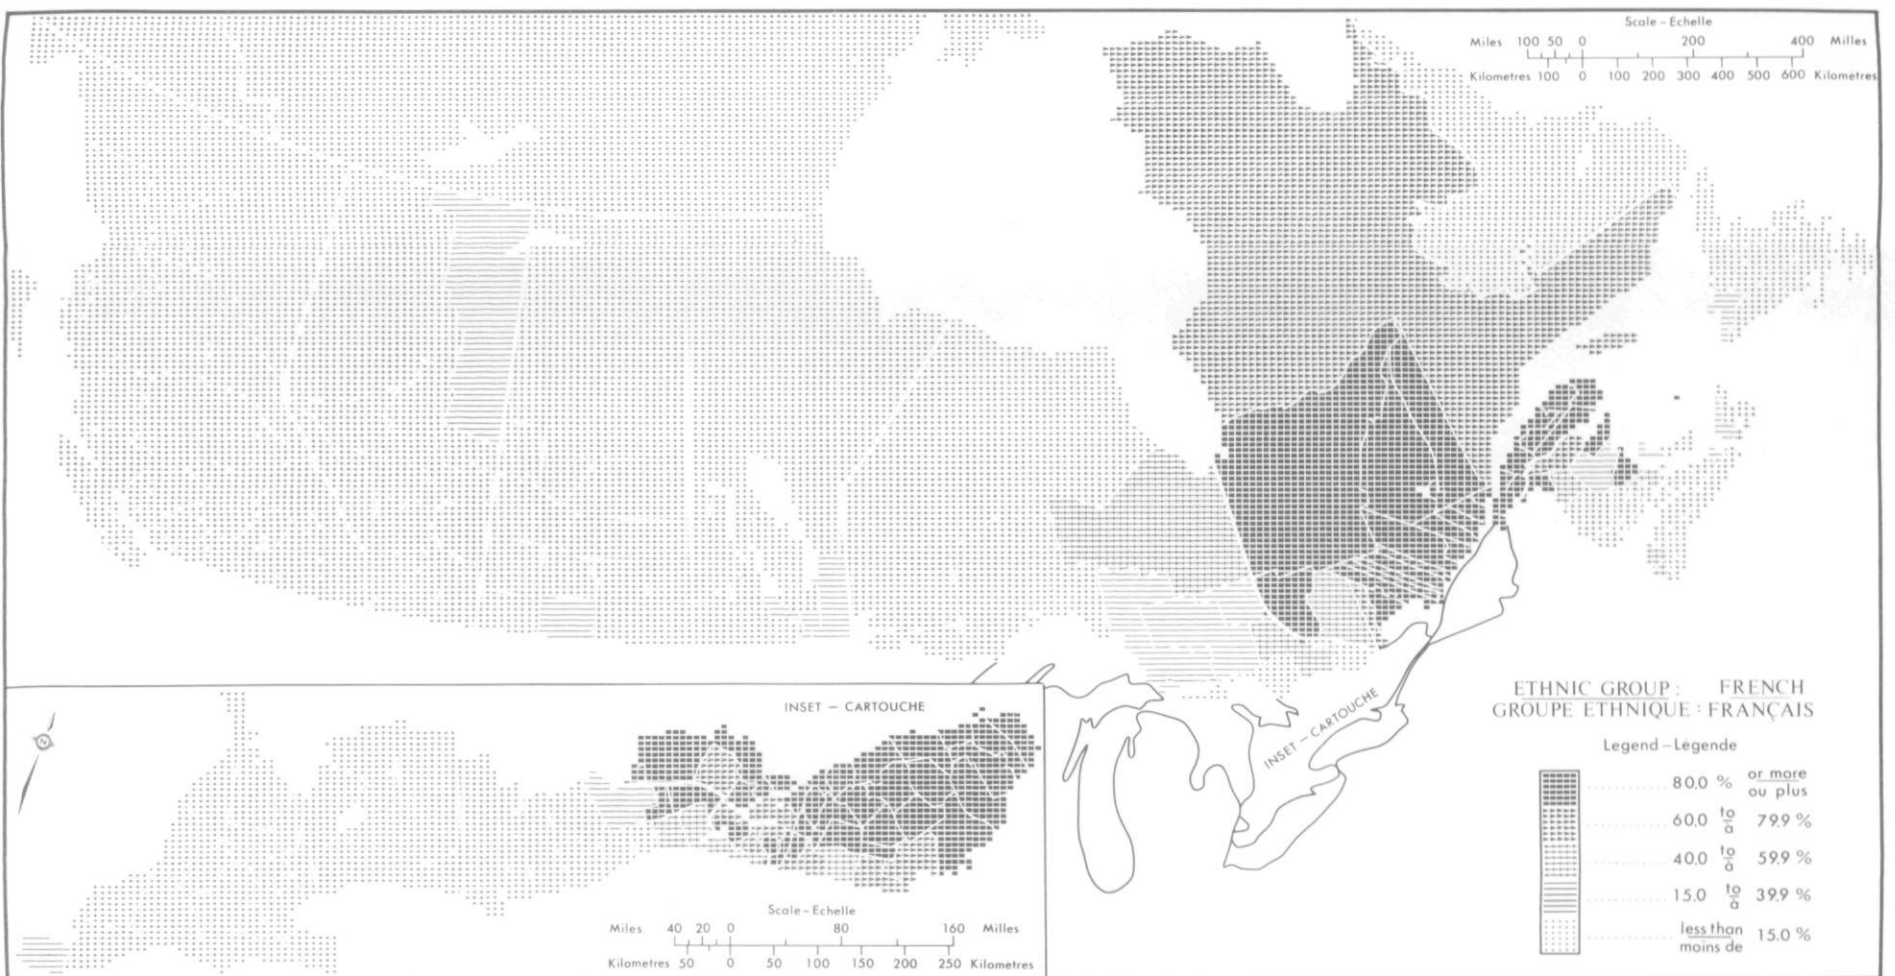 Scale – Echelle
Miles 100 50 0 200 400 Milles
Kilometres 100 0 100 200 300 400 500 600 Kilomètres
INSET – CARTOUCHE
N
Scale – Echelle
Miles 40 20 0 80 160 Milles
Kilometres 50 0 50 100 150 200 250 Kilometres
INSET – CARTOUCHE
ETHNIC GROUP : FRENCH
GROUPE ETHNIQUE : FRANÇAIS
Legend – Légende
80.0 % or more
ou plus
60.0 to
à 79.9 %
40.0 to
à 59.9 %
15.0 to
à 39.9 %
less than
moins de 15.0 %